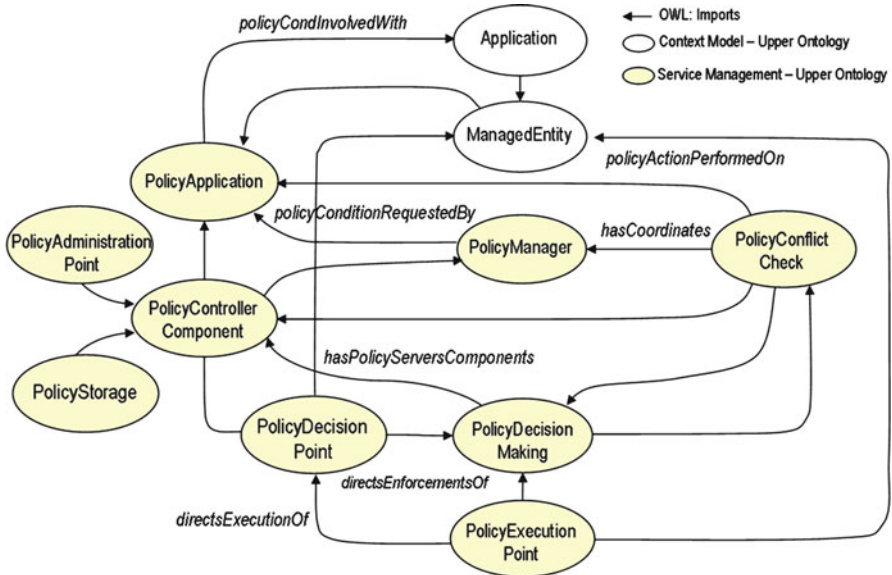 policyCondInvolvedWith
Application
OWL: Imports
Context Model – Upper Ontology
Service Management – Upper Ontology
ManagedEntity
policyActionPerformedOn
PolicyApplication
policyConditionRequestedBy
PolicyAdministration
Point
PolicyManager
hasCoordinates
PolicyConflict
Check
PolicyController
Component
hasPolicyServersComponents
PolicyStorage
PolicyDecision
Point
PolicyDecision
Making
directsEnforcementsOf
directsExecutionOf
PolicyExecution
Point